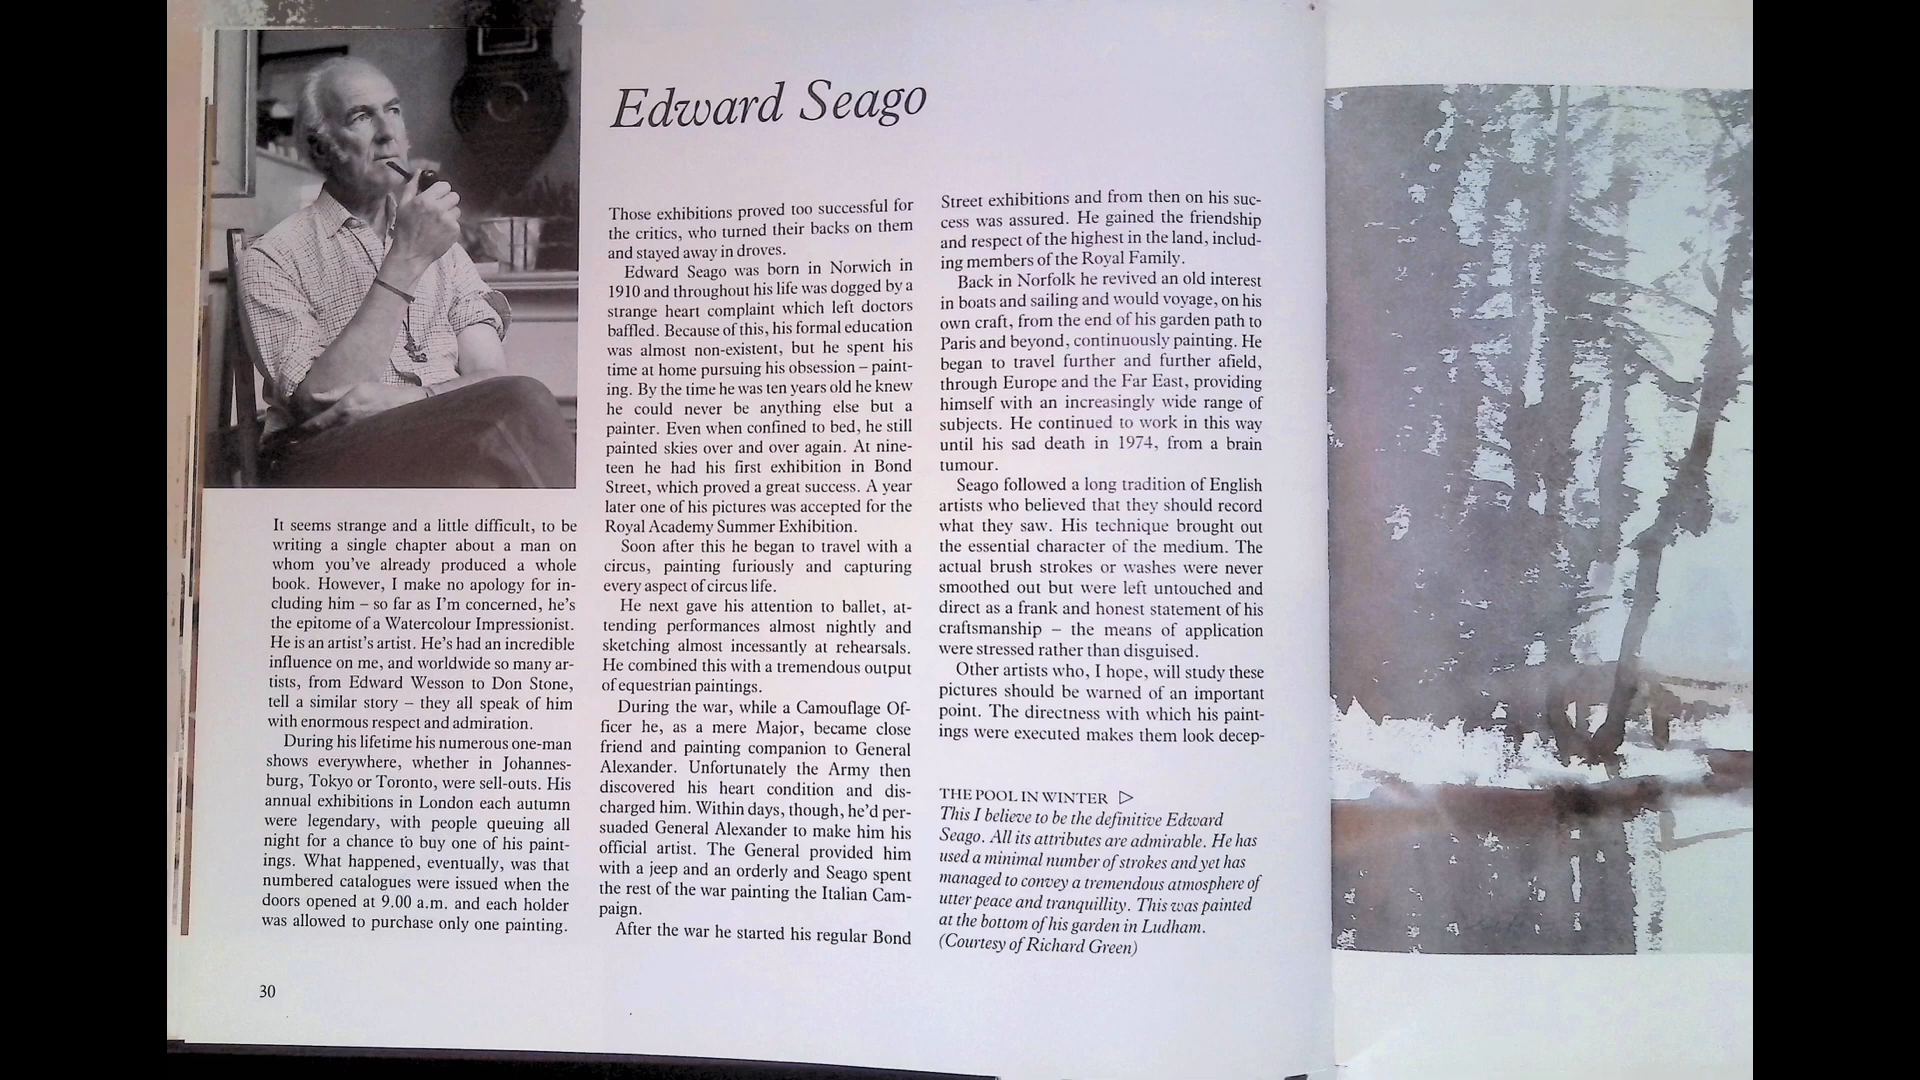 Edward Seago
It seems strange and a little difficult, to be
writing a single chapter about a man on
whom you've already produced a whole
book. However, I make no apology for in-
cluding him – so far as I'm concerned, he's
the epitome of a Watercolour Impressionist.
He is an artist's artist. He's had an incredible
influence on me, and worldwide so many ar-
tists, from Edward Wesson to Don Stone,
tell a similar story – they all speak of him
with enormous respect and admiration.
During his lifetime his numerous one-man
shows everywhere, whether in Johannes-
burg, Tokyo or Toronto, were sell-outs. His
annual exhibitions in London each autumn
were legendary, with people queuing all
night for a chance to buy one of his paint-
ings. What happened, eventually, was that
numbered catalogues were issued when the
doors opened at 9.00 a.m. and each holder
was allowed to purchase only one painting.
Those exhibitions proved too successful for
the critics, who turned their backs on them
and stayed away in droves.
Edward Seago was born in Norwich in
1910 and throughout his life was dogged by a
strange heart complaint which left doctors
baffled. Because of this, his formal education
was almost non-existent, but he spent his
time at home pursuing his obsession – paint-
ing. By the time he was ten years old he knew
he could never be anything else but a
painter. Even when confined to bed, he still
painted skies over and over again. At nine-
teen he had his first exhibition in Bond
Street, which proved a great success. A year
later one of his pictures was accepted for the
Royal Academy Summer Exhibition.
Soon after this he began to travel with a
circus, painting furiously and capturing
every aspect of circus life.
He next gave his attention to ballet, at-
tending performances almost nightly and
sketching almost incessantly at rehearsals.
He combined this with a tremendous output
of equestrian paintings.
During the war, while a Camouflage Of-
ficer he, as a mere Major, became close
friend and painting companion to General
Alexander. Unfortunately the Army then
discovered his heart condition and dis-
charged him. Within days, though, he'd per-
suaded General Alexander to make him his
official artist. The General provided him
with a jeep and an orderly and Seago spent
the rest of the war painting the Italian Cam-
paign.
After the war he started his regular Bond
Street exhibitions and from then on his suc-
cess was assured. He gained the friendship
and respect of the highest in the land, includ-
ing members of the Royal Family.
Back in Norfolk he revived an old interest
in boats and sailing and would voyage, on his
own craft, from the end of his garden path to
Paris and beyond, continuously painting. He
began to travel further and further afield,
through Europe and the Far East, providing
himself with an increasingly wide range of
subjects. He continued to work in this way
until his sad death in 1974, from a brain
tumour.
Seago followed a long tradition of English
artists who believed that they should record
what they saw. His technique brought out
the essential character of the medium. The
actual brush strokes or washes were never
smoothed out but were left untouched and
direct as a frank and honest statement of his
craftsmanship – the means of application
were stressed rather than disguised.
Other artists who, I hope, will study these
pictures should be warned of an important
point. The directness with which his paint-
ings were executed makes them look decep-
THE POOL IN WINTER ▷
This I believe to be the definitive Edward
Seago. All its attributes are admirable. He has
used a minimal number of strokes and yet has
managed to convey a tremendous atmosphere of
utter peace and tranquillity. This was painted
at the bottom of his garden in Ludham.
(Courtesy of Richard Green)
30